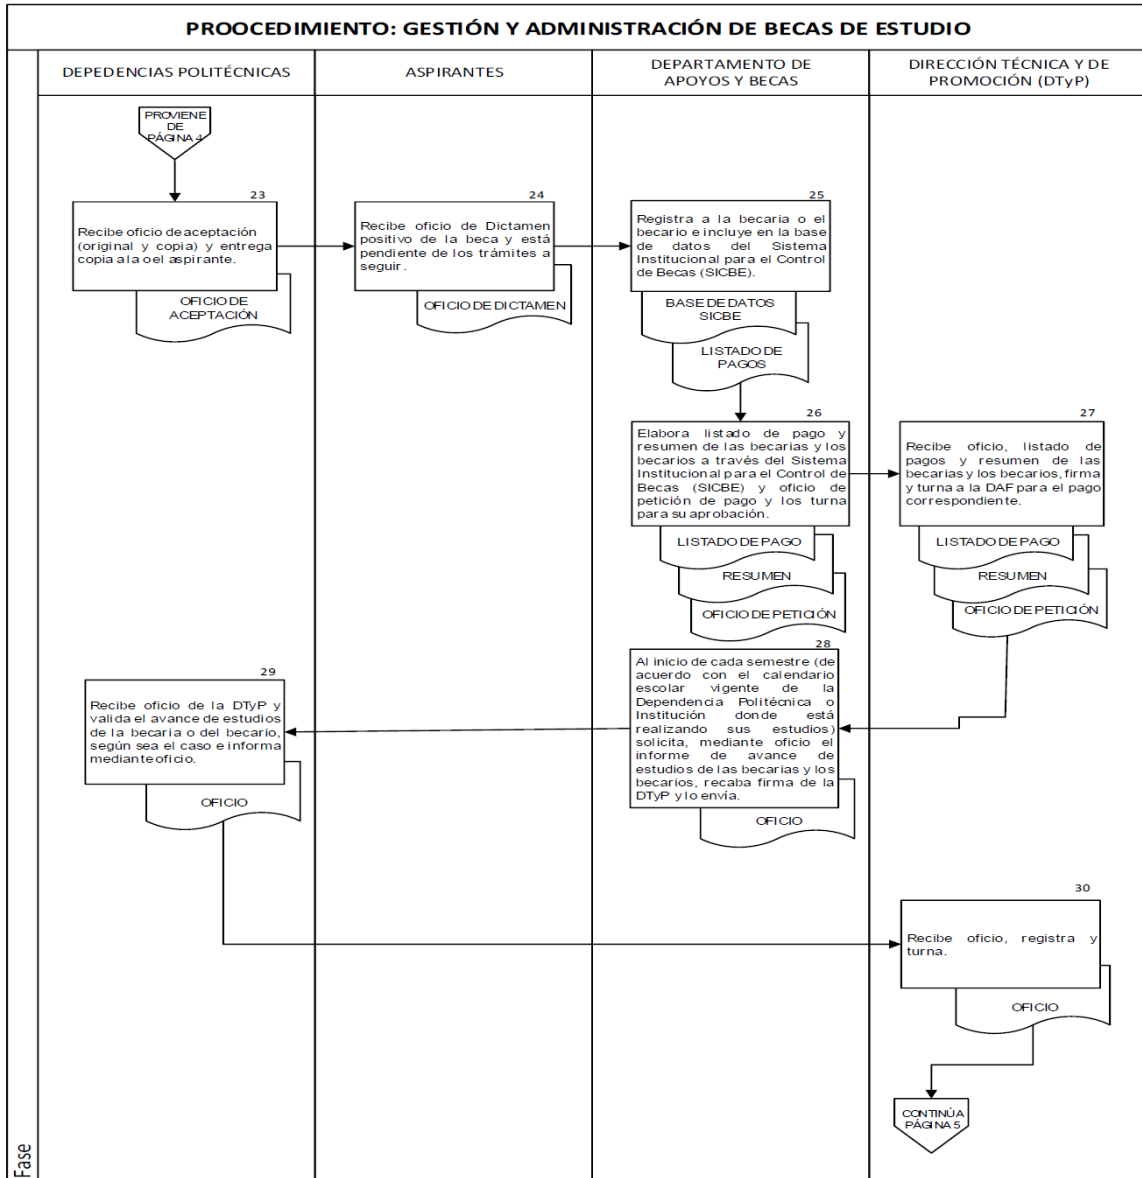 PROOCEDIMIENTO: GESTIÓN Y ADMINISTRACIÓN DE BECAS DE ESTUDIO
DEPEDENCIAS POLITÉCNICAS
ASPIRANTES
DEPARTAMENTO DE
APOYOS Y BECAS
DIRECCIÓN TÉCNICA Y DE
PROMOCIÓN (DTyP)
PROVIENE
DE
PÁGINA 4
23
Recibe oficio de aceptación
(original y copia) y entrega
copia a la o el aspirante.
OFICIO DE
ACEPTACIÓN
24
Recibe oficio de Dictamen
positivo de la beca y está
pendiente de los trámites a
seguir.
OFICIO DE DICTAMEN
25
Registra a la becaria o el
becario e incluye en la base
de datos del Sistema
Institucional para el Control
de Becas (SICBE).
BASE DE DATOS
SICBE
LISTADO DE
PAGOS
26
Elabora listado de pago y
resumen de las becarias y los
becarios a través del Sistema
Institucional para el Control de
Becas (SICBE) y oficio de
petición de pago y los turna
para su aprobación.
LISTADO DE PAGO
RESUMEN
OFICIO DE PETICIÓN
27
Recibe oficio, listado de
pagos y resumen de las
becarias y los becarios, firma
y turna a la DAF para el pago
correspondiente.
LISTADO DE PAGO
RESUMEN
OFICIO DE PETICIÓN
28
Al inicio de cada semestre (de
acuerdo con el calendario
escolar vigente de la
Dependencia Politécnica o
Institución donde está
realizando sus estudios)
solicita, mediante oficio el
informe de avance de
estudios de las becarias y los
becarios, recaba firma de la
DTyP y lo envía.
OFICIO
29
Recibe oficio de la DTyP y
valida el avance de estudios
de la becaria o del becario,
según sea el caso e informa
mediante oficio.
OFICIO
30
Recibe oficio, registra y
turna.
OFICIO
CONTINÚA
PÁGINA 5
Fase